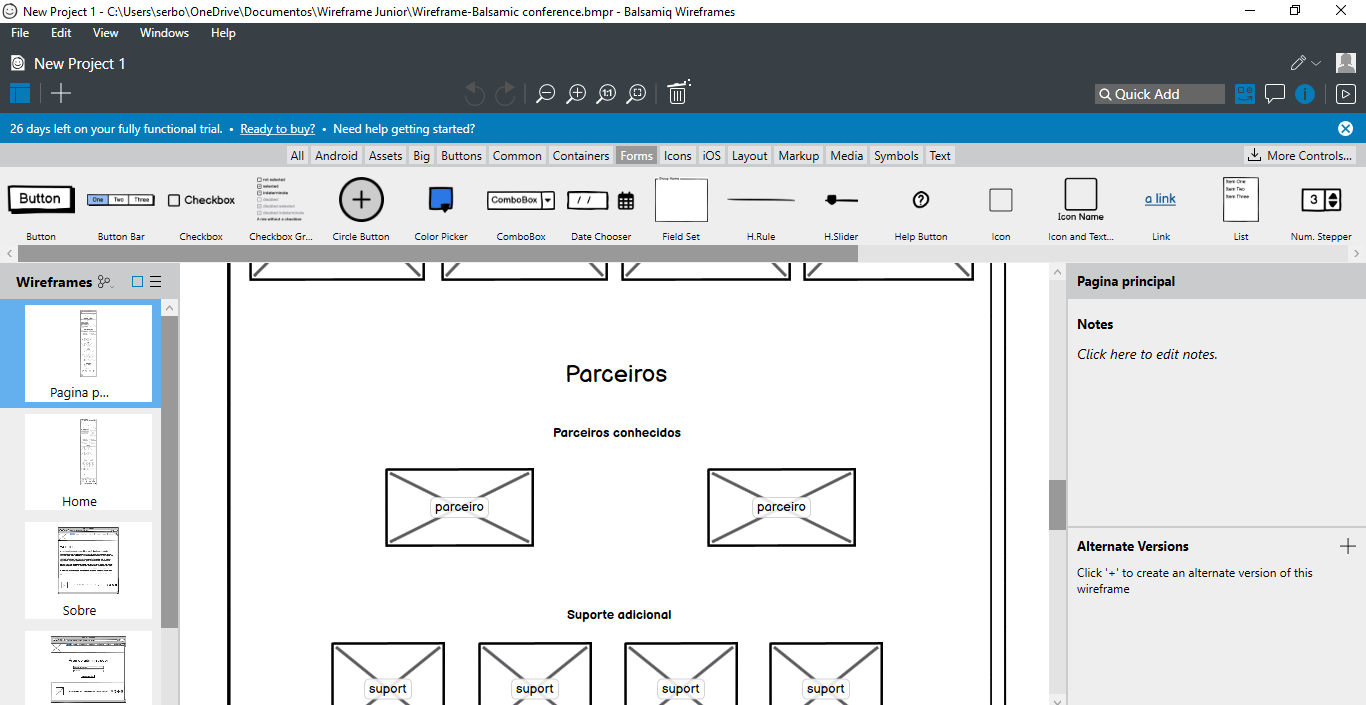 New Project 1 - C:\Users\serbo\OneDrive\Documentos\Wireframe Junior\Wireframe-Balsamic conference.bmpr - Balsamiq Wireframes
File Edit View Windows Help
New Project 1
1:1
Quick Add
26 days left on your fully functional trial. • Ready to buy? • Need help getting started?
All Android Assets Big Buttons Common Containers Forms Icons iOS Layout Markup Media Symbols Text More Controls...
Button One Two Three Checkbox ComboBox / / a link Icon Name Item One Item Two Item Three 3
Button Button Bar Checkbox Checkbox Gr... Circle Button Color Picker ComboBox Date Chooser Field Set H.Rule H.Slider Help Button Icon Icon and Text... Link List Num. Stepper
Wireframes
Pagina p...
Home
Sobre
Parceiros
Parceiros conhecidos
parceiro parceiro
Suporte adicional
suport suport suport suport
Pagina principal
Notes
Click here to edit notes.
Alternate Versions
Click '+' to create an alternate version of this
wireframe